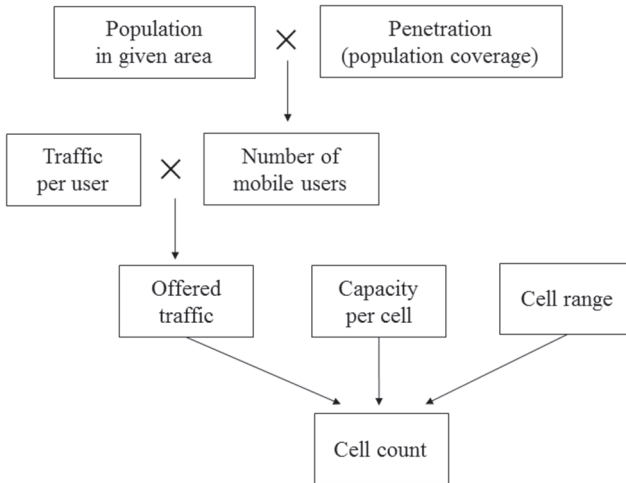 Population
in given area
×
Penetration
(population coverage)
Traffic
per user
×
Number of
mobile users
Offered
traffic
Capacity
per cell
Cell range
Cell count